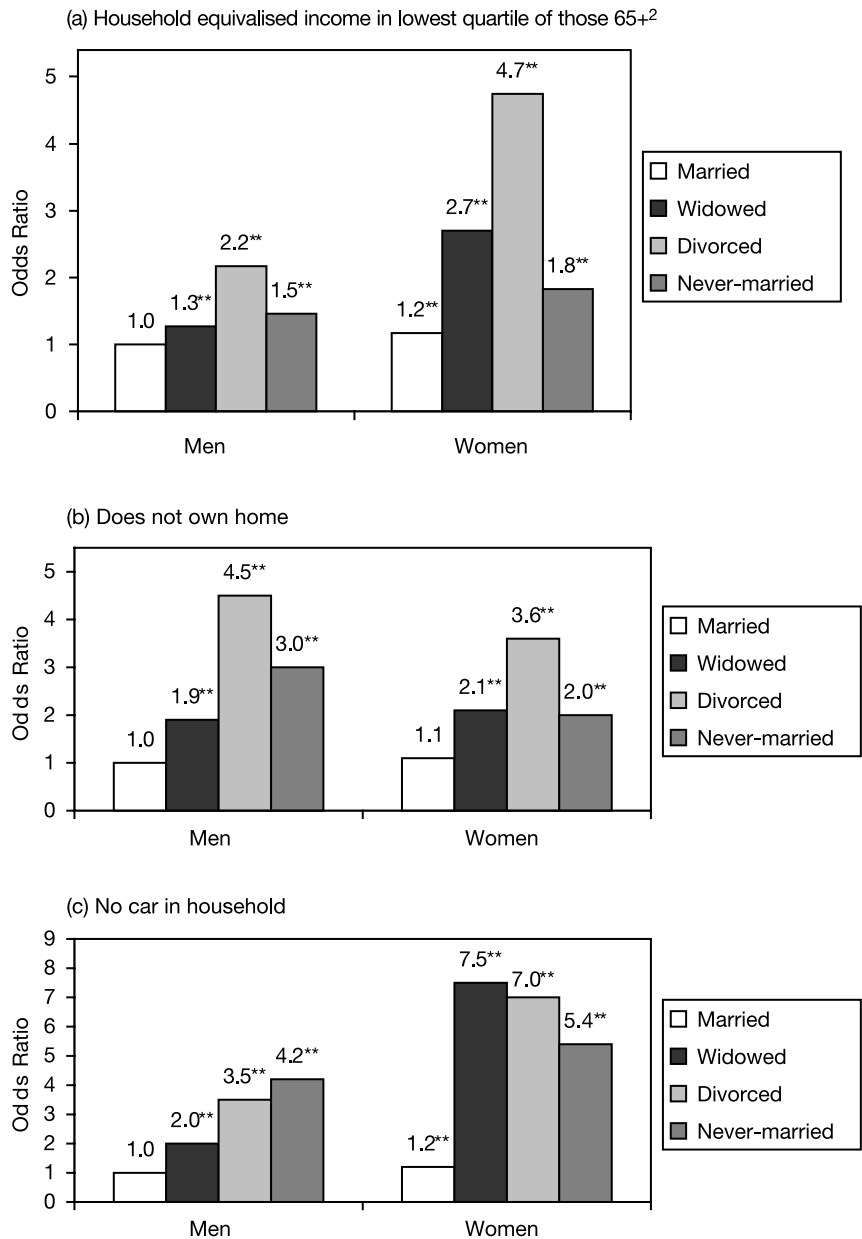 (a) Household equivalised income in lowest quartile of those 65+²
Odds Ratio
5
4
3
2
1
0
1.0
1.3**
2.2**
1.5**
1.2**
2.7**
4.7**
1.8**
Men
Women
Married
Widowed
Divorced
Never-married
(b) Does not own home
Odds Ratio
5
4
3
2
1
0
1.0
1.9**
4.5**
3.0**
1.1
2.1**
3.6**
2.0**
Men
Women
Married
Widowed
Divorced
Never-married
(c) No car in household
Odds Ratio
9
8
7
6
5
4
3
2
1
0
1.0
2.0**
3.5**
4.2**
1.2**
7.5**
7.0**
5.4**
Men
Women
Married
Widowed
Divorced
Never-married